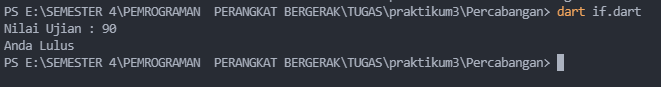 PS E:\SEMESTER 4\PEMROGRAMAN  PERANGKAT BERGERAK\TUGAS\praktikum3\Percabangan> dart if.dart
Nilai Ujian : 90
Anda Lulus
PS E:\SEMESTER 4\PEMROGRAMAN  PERANGKAT BERGERAK\TUGAS\praktikum3\Percabangan>